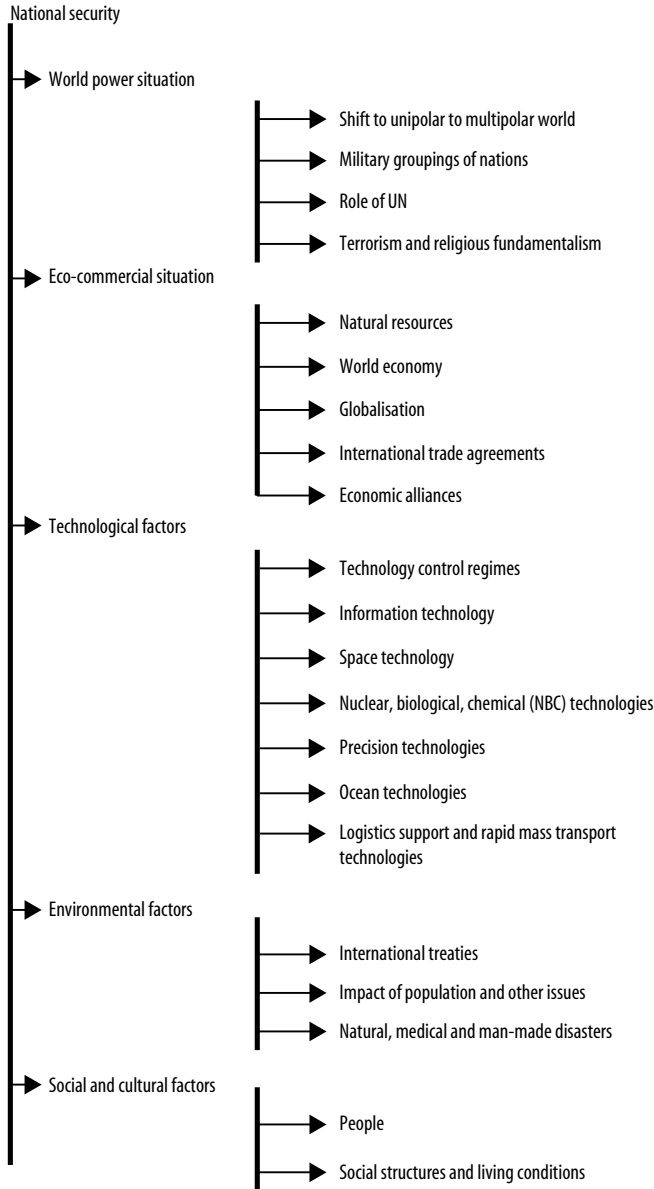 National security
World power situation
Shift to unipolar to multipolar world
Military groupings of nations
Role of UN
Terrorism and religious fundamentalism
Eco-commercial situation
Natural resources
World economy
Globalisation
International trade agreements
Economic alliances
Technological factors
Technology control regimes
Information technology
Space technology
Nuclear, biological, chemical (NBC) technologies
Precision technologies
Ocean technologies
Logistics support and rapid mass transport
technologies
Environmental factors
International treaties
Impact of population and other issues
Natural, medical and man-made disasters
Social and cultural factors
People
Social structures and living conditions